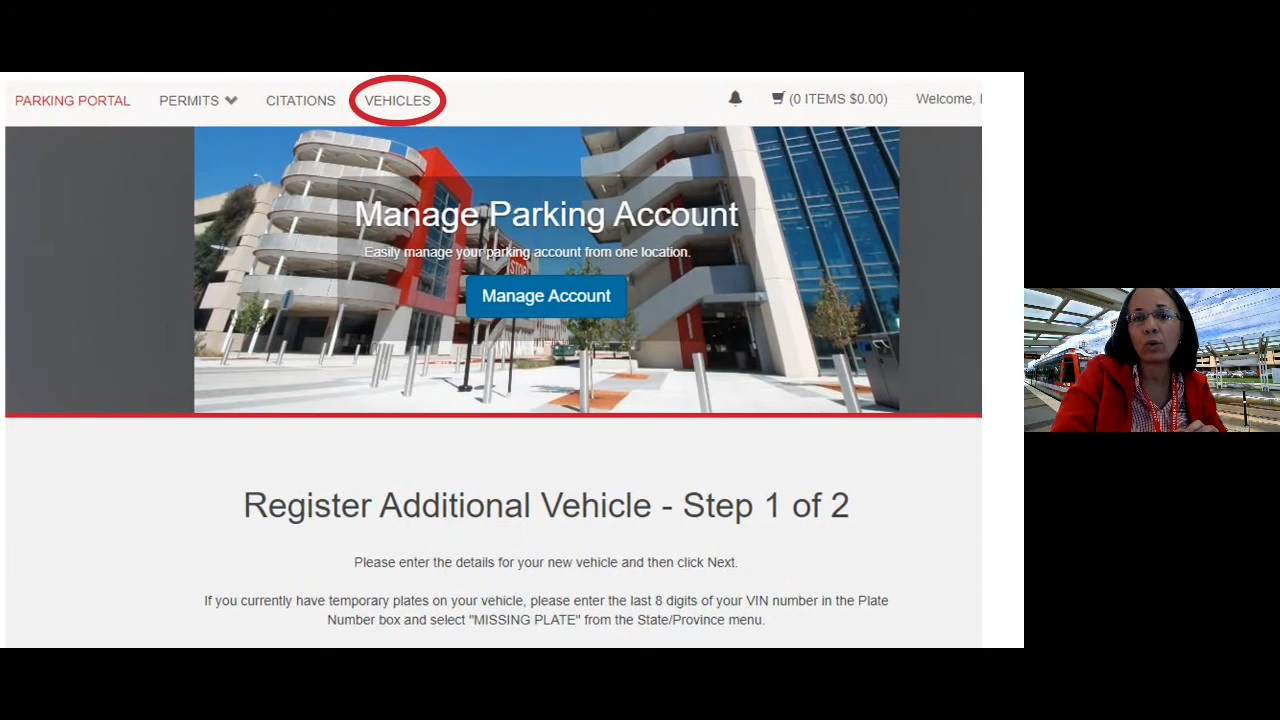 PARKING PORTAL PERMITS CITATIONS VEHICLES (0 ITEMS $0.00) Welcome,
Manage Parking Account
Easily manage your parking account from one location.
STOP
Manage Account
Register Additional Vehicle - Step 1 of 2
Please enter the details for your new vehicle and then click Next.
If you currently have temporary plates on your vehicle, please enter the last 8 digits of your VIN number in the Plate
Number box and select "MISSING PLATE" from the State/Province menu.